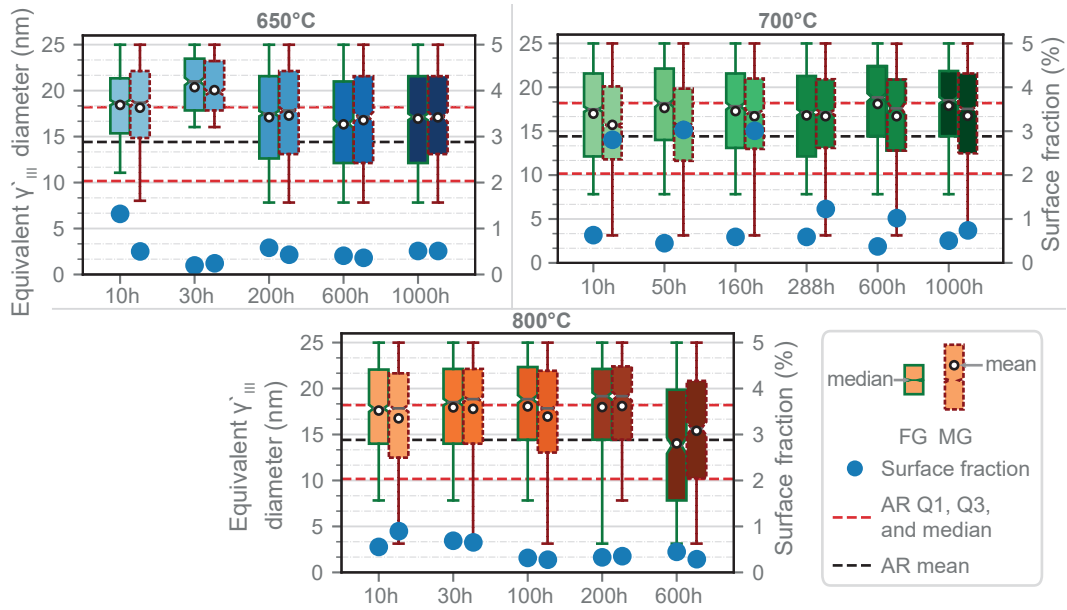 650°C
Equivalent γ`III diameter (nm)
25
20
15
10
5
0
5
4
3
2
1
0
10h 30h 200h 600h 1000h
700°C
25
20
15
10
5
0
5
4
3
2
1
0
Surface fraction (%)
10h 50h 160h 288h 600h 1000h
800°C
Equivalent γ`III
diameter (nm)
25
20
15
10
5
0
5
4
3
2
1
0
Surface fraction (%)
10h 30h 100h 200h 600h
median
mean
FG MG
Surface fraction
AR Q1, Q3,
and median
AR mean